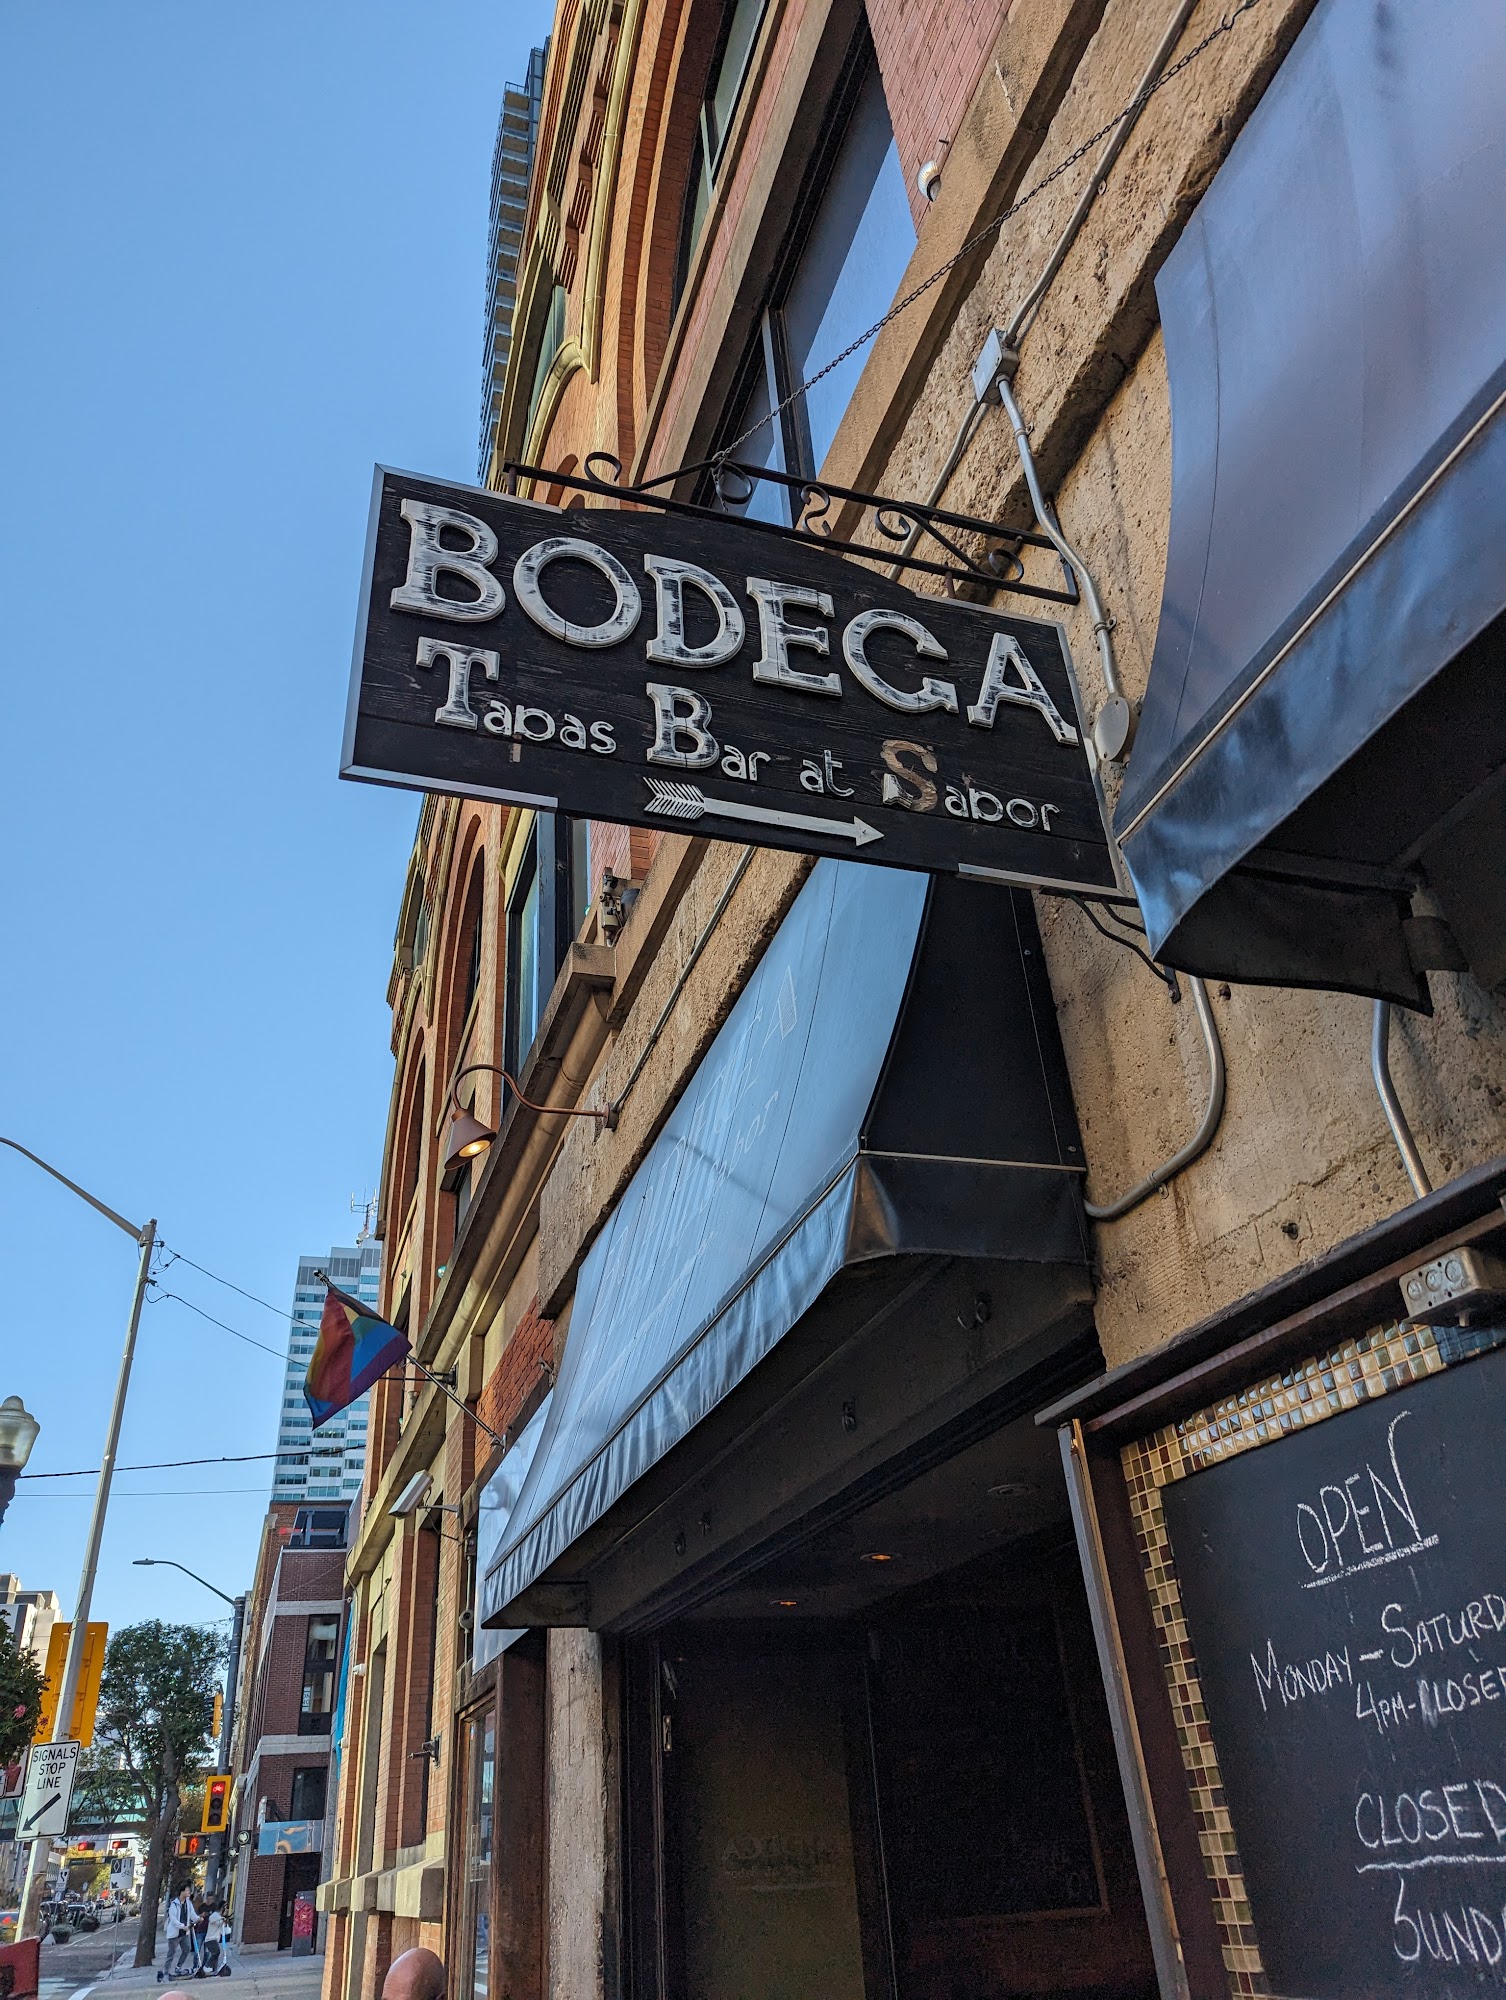 BODEGA
Tapas Bar at Sabor
OPEN
MONDAY - SATURD
4PM - CLOSE
CLOSED
SUND
SIGNALS
STOP
LINE